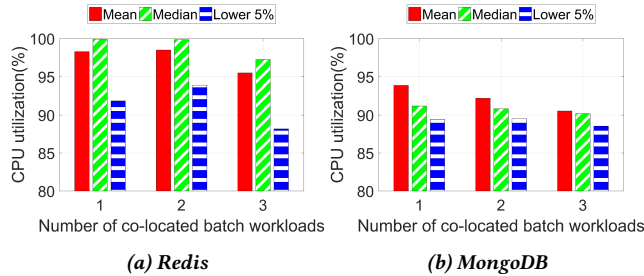 Mean Median Lower 5%
100
95
90
85
80
CPU utilization(%)
1 2 3
Number of co-located batch workloads
(a) Redis
Mean Median Lower 5%
100
95
90
85
80
CPU utilization(%)
1 2 3
Number of co-located batch workloads
(b) MongoDB